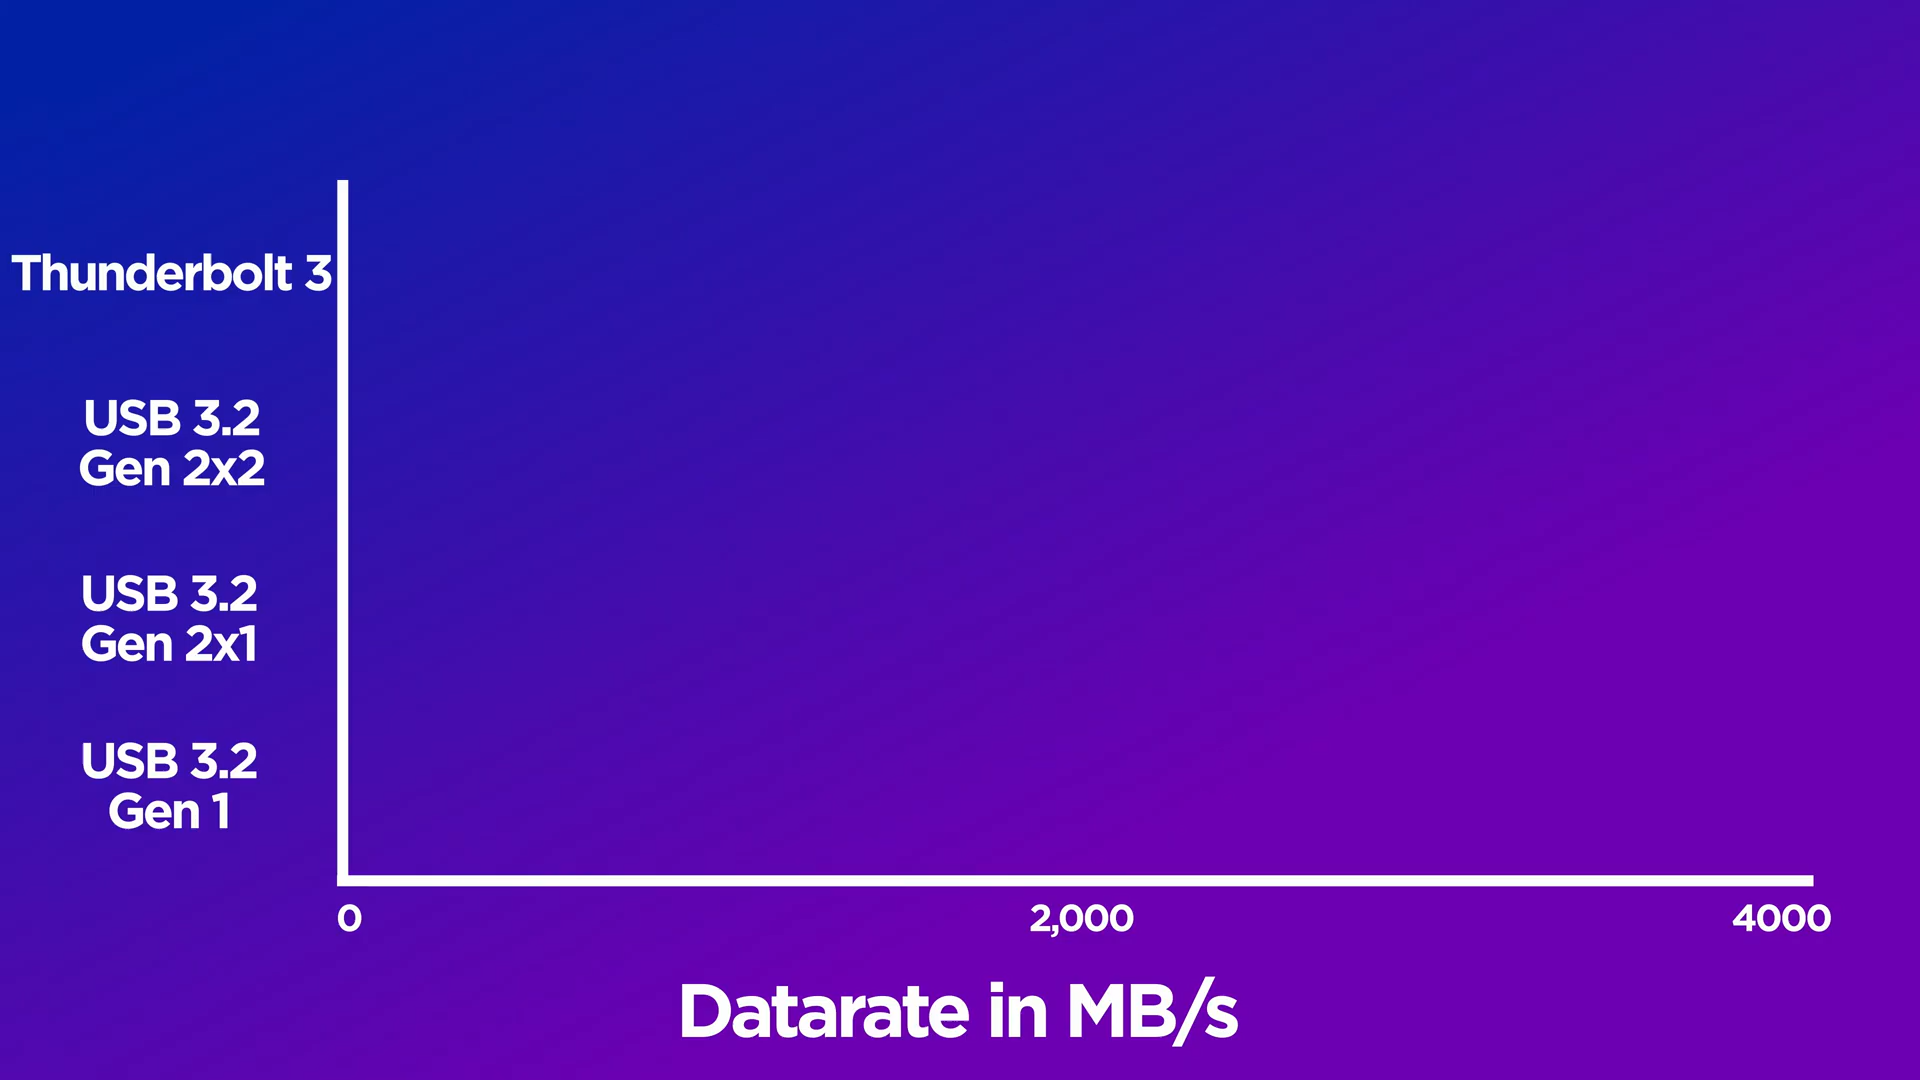 Thunderbolt 3
USB 3.2
Gen 2x2
USB 3.2
Gen 2x1
USB 3.2
Gen 1
0
2,000
4000
Datarate in MB/s